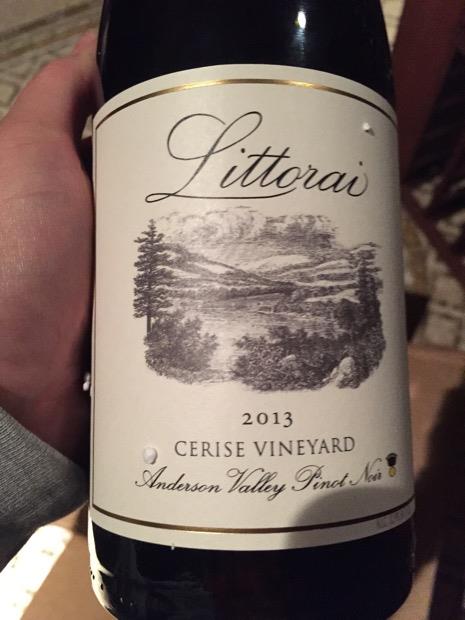 Littorai
2013
CERISE VINEYARD
Anderson Valley Pinot Noir